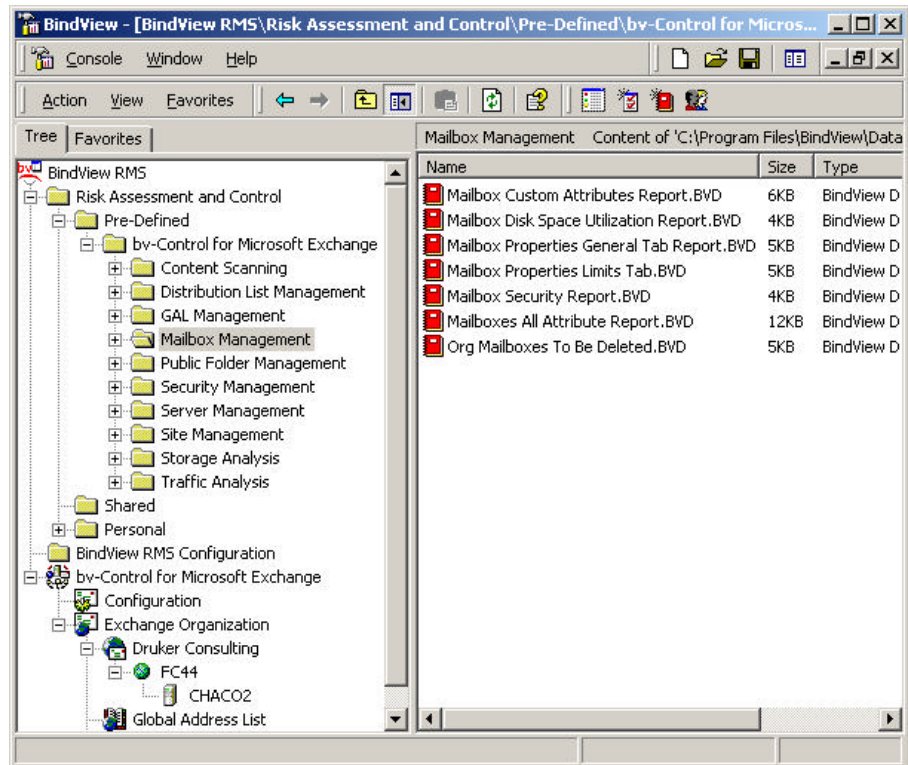 BindView - [BindView RMS\Risk Assessment and Control\Pre-Defined\bv-Control for Micros...
Console Window Help
Action View Favorites
Tree Favorites
Mailbox Management Content of 'C:\Program Files\BindView\Data
BindView RMS
Risk Assessment and Control
Pre-Defined
bv-Control for Microsoft Exchange
Content Scanning
Distribution List Management
GAL Management
Mailbox Management
Public Folder Management
Security Management
Server Management
Site Management
Storage Analysis
Traffic Analysis
Shared
Personal
BindView RMS Configuration
bv-Control for Microsoft Exchange
Configuration
Exchange Organization
Druker Consulting
FC44
CHACO2
Global Address List
Name Size Type
Mailbox Custom Attributes Report.BVD 6KB BindView D
Mailbox Disk Space Utilization Report.BVD 4KB BindView D
Mailbox Properties General Tab Report.BVD 5KB BindView D
Mailbox Properties Limits Tab.BVD 5KB BindView D
Mailbox Security Report.BVD 4KB BindView D
Mailboxes All Attribute Report.BVD 12KB BindView D
Org Mailboxes To Be Deleted.BVD 5KB BindView D